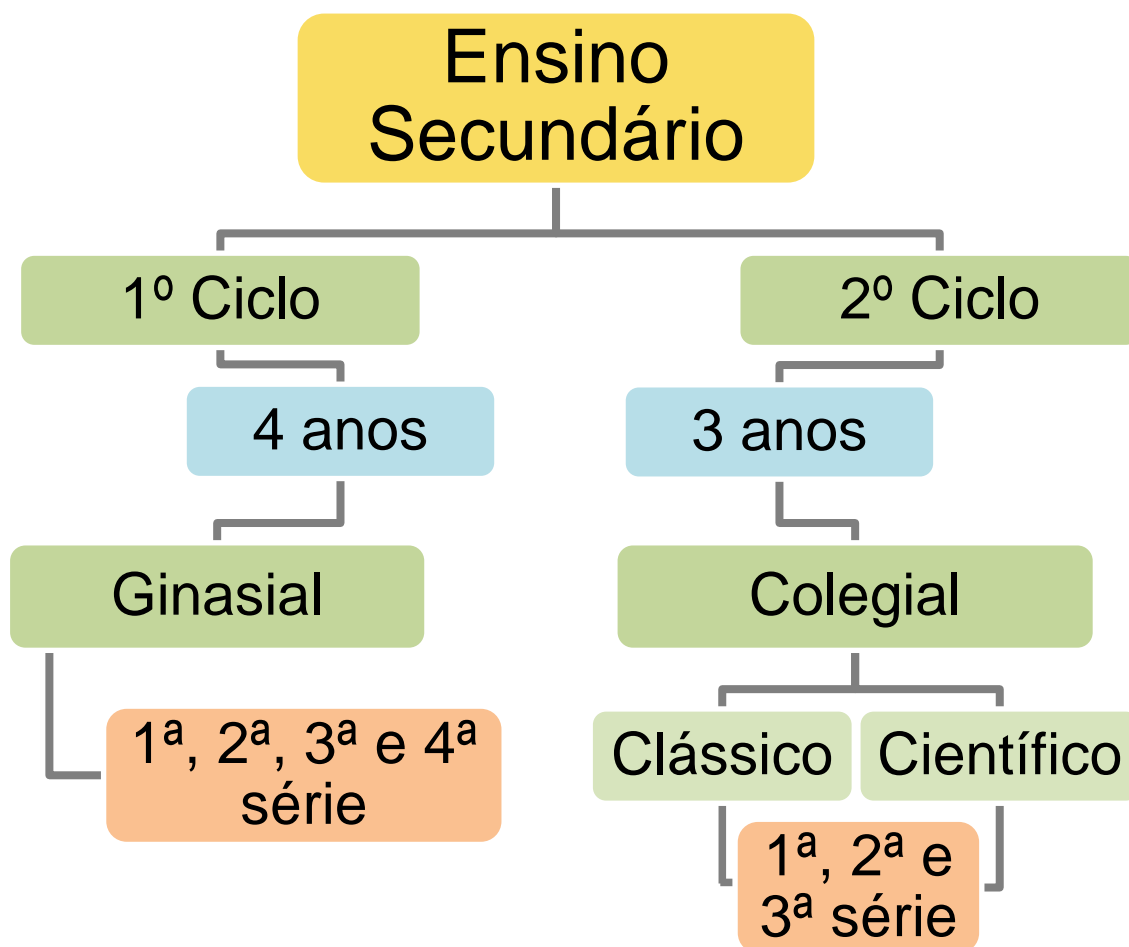 Ensino
Secundário
1º Ciclo
2º Ciclo
4 anos
3 anos
Ginasial
Colegial
1ª, 2ª, 3ª e 4ª
série
Clássico
Científico
1ª, 2ª e
3ª série